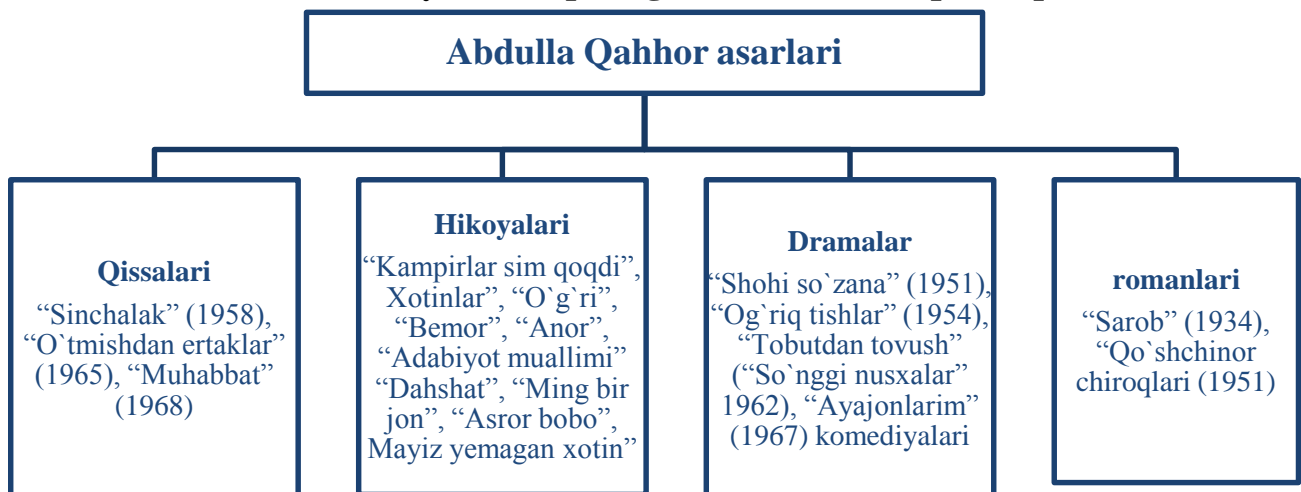 Abdulla Qahhor asarlari
Qissalari
“Sinchalak” (1958),
“O`tmishdan ertaklar”
(1965), “Muhabbat”
(1968)
Hikoyalari
“Kampirlar sim qoqdi”,
Xotinlar”, “O`g`ri”,
“Bemor”, “Anor”,
“Adabiyot muallimi”
“Dahshat”, “Ming bir
jon”, “Asror bobo”,
Mayiz yemagan xotin”
Dramalar
“Shohi so`zana” (1951),
“Og`riq tishlar” (1954),
“Tobutdan tovush”
(“So`nggi nusxalar”
1962), “Ayajonlarim”
(1967) komediyalari
romanlari
“Sarob” (1934),
“Qo`shchinor
chiroqlari (1951)